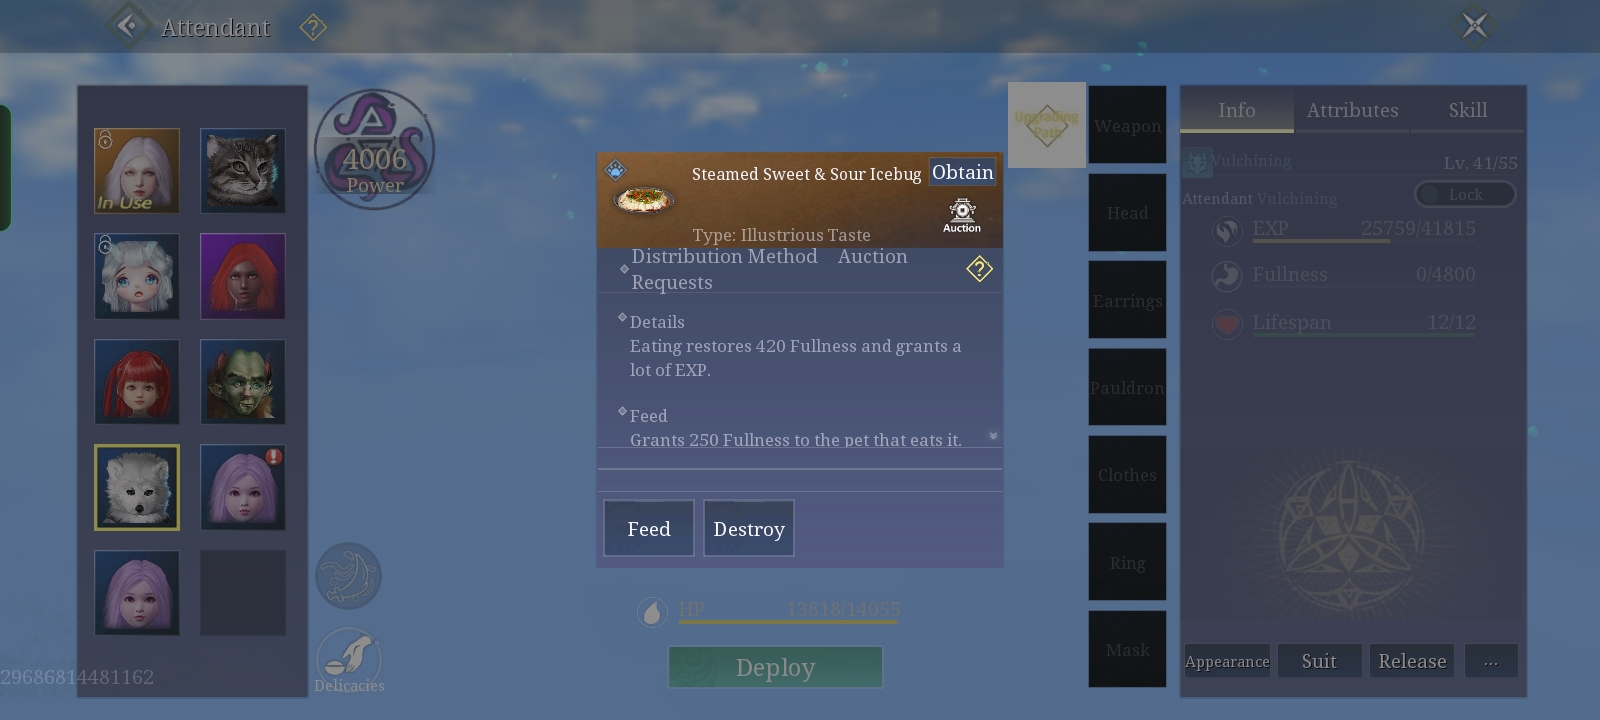 Attendant
?
In Use
4006
Power
Delicacies
29686814481162
Steamed Sweet & Sour Icebug
Obtain
Auction
Type: Illustrious Taste
Distribution Method Auction
Requests
?
Details
Eating restores 420 Fullness and grants a
lot of EXP.
Feed
Grants 250 Fullness to the pet that eats it.
Feed
Destroy
HP 13818/14055
Deploy
Upgrading
Path
Weapon
Head
Earrings
Pauldron
Clothes
Ring
Mask
Info Attributes Skill
Vulchining Lv. 41/55
Attendant Vulchining
Lock
EXP 25759/41815
Fullness 0/4800
Lifespan 12/12
Appearance Suit Release ...